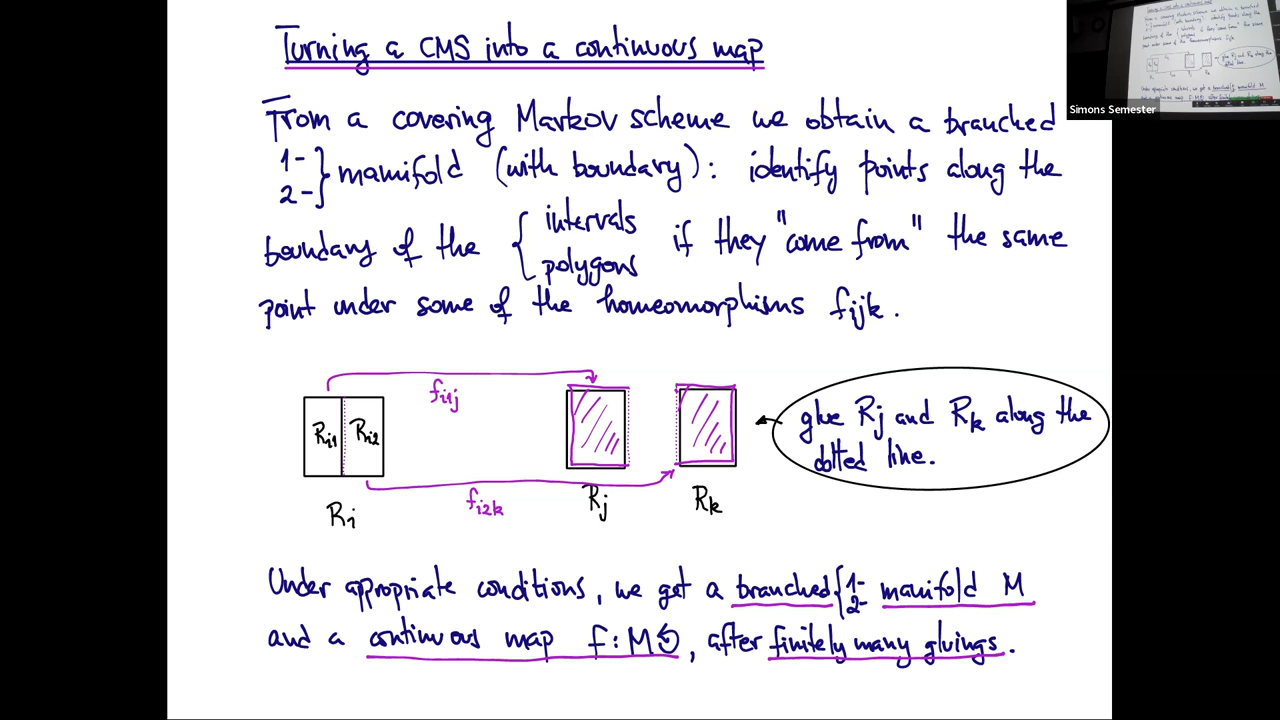 Turning a CMS into a continuous map
From a covering Markov scheme we obtain a branched
1-
2- } manifold (with boundary): identify points along the
boundary of the { intervals
polygons if they "come from" the same
point under some of the homeomorphisms fijk.
fi1j
Ri1 Ri2
glue Rj and Rk along the
dotted line.
Ri
fi2k
Rj
Rk
Under appropriate conditions, we get a branched { 1-
2- manifold M
and a continuous map f: M↺, after finitely many gluings.
Simons Semester